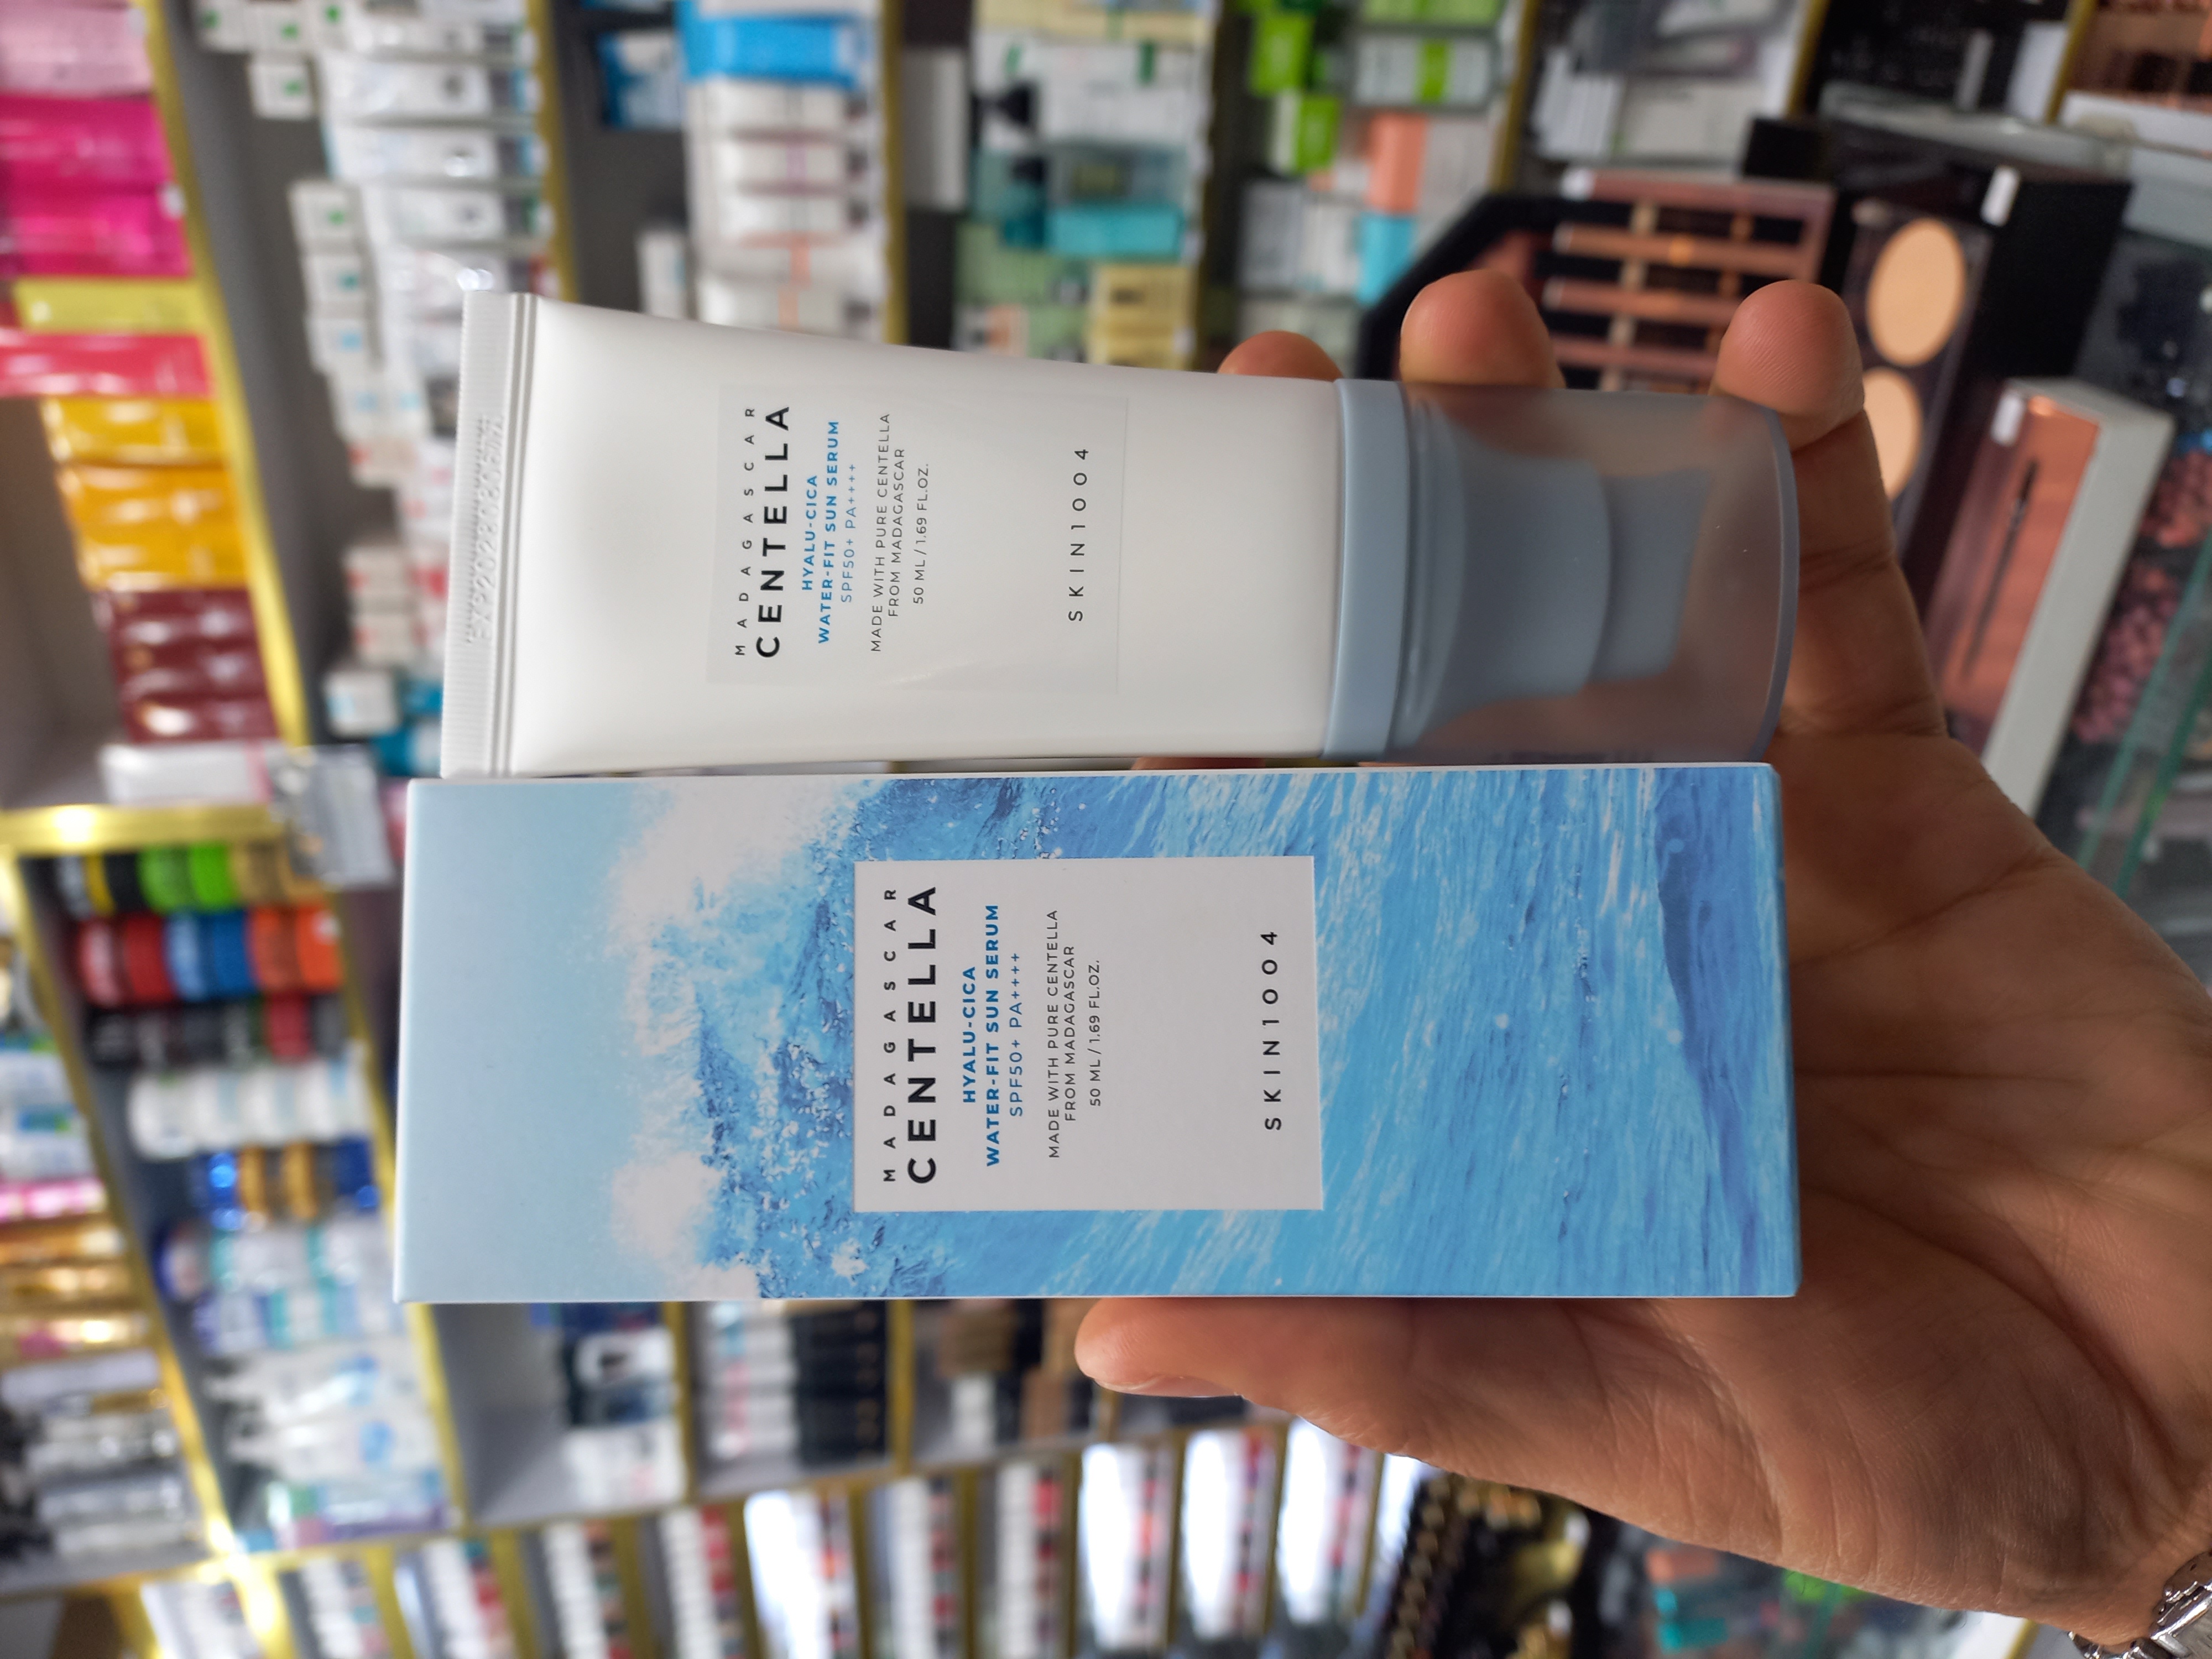 MADAGASCAR
CENTELLA
HYALU-CICA
WATER-FIT SUN SERUM
SPF50+ PA++++
MADE WITH PURE CENTELLA
FROM MADAGASCAR
50 ML / 1.69 FL.OZ.
SKIN1004
MADAGASCAR
CENTELLA
HYALU-CICA
WATER-FIT SUN SERUM
SPF50+ PA++++
MADE WITH PURE CENTELLA
FROM MADAGASCAR
50 ML / 1.69 FL.OZ.
SKIN1004